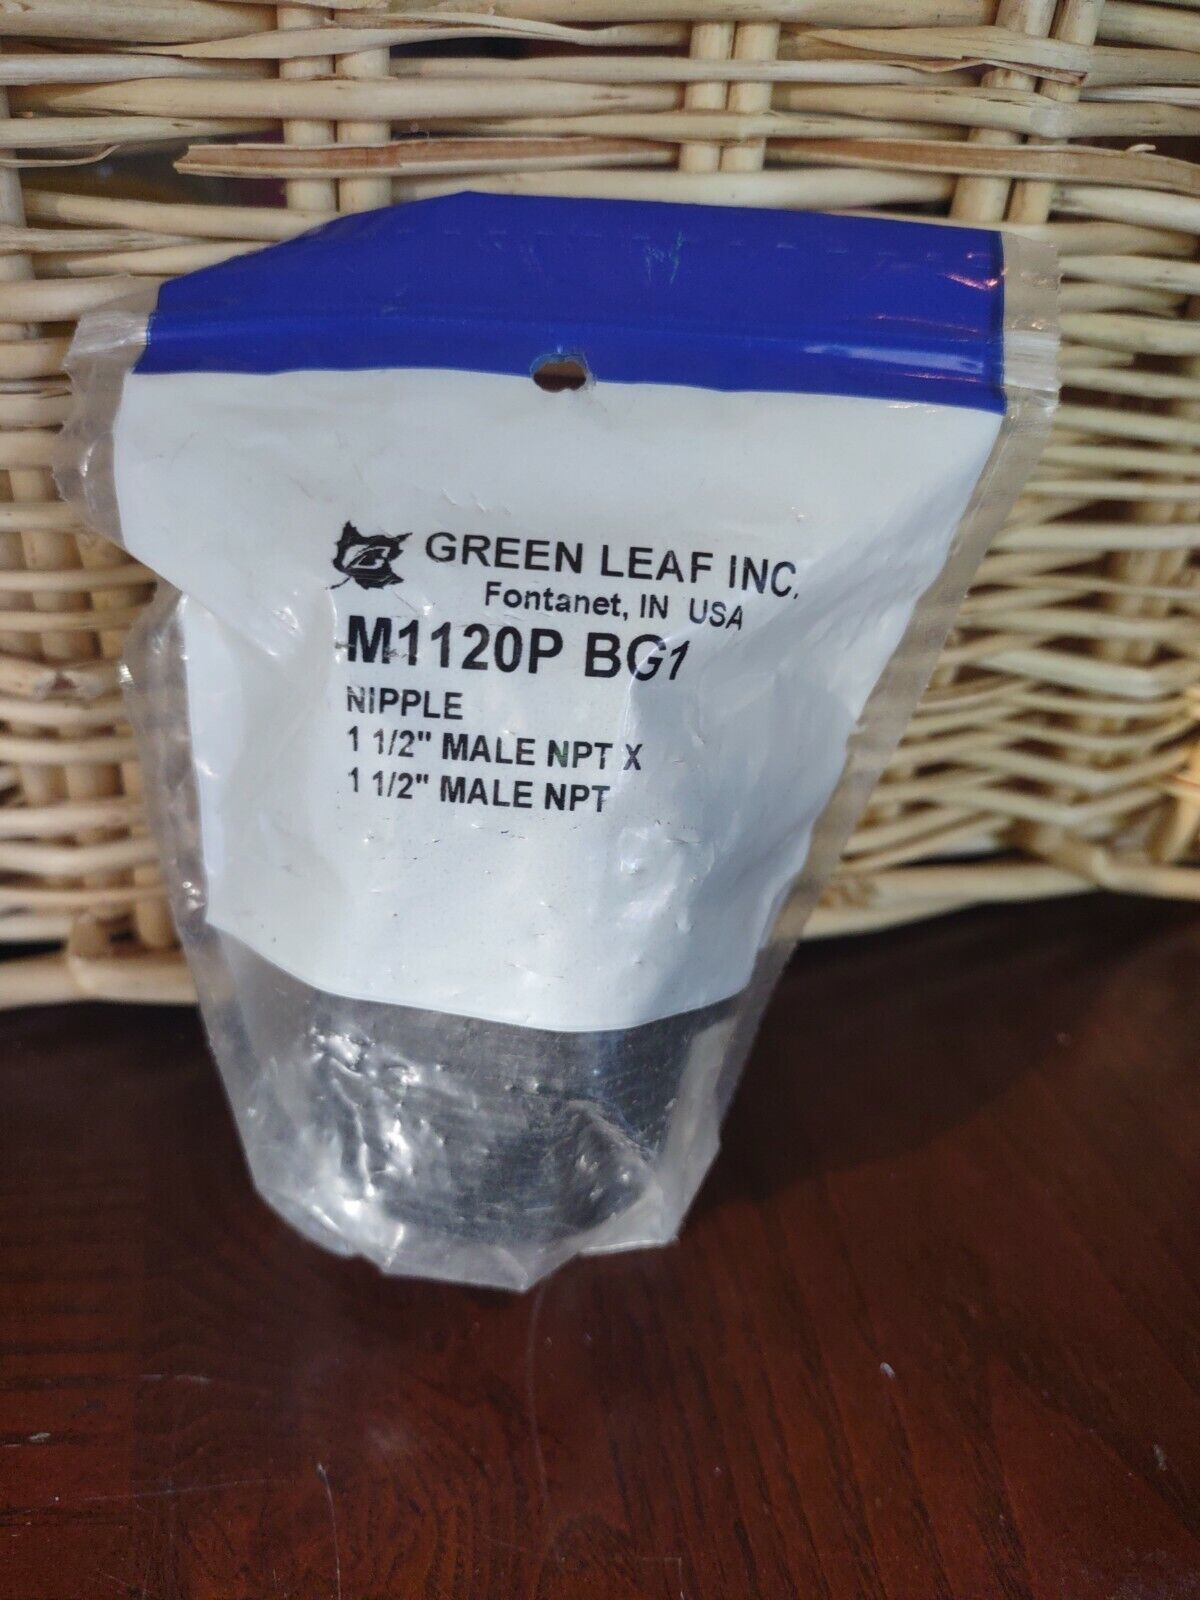 GREEN LEAF INC.
Fontanet, IN USA
M1120P BG1
NIPPLE
1 1/2" MALE NPT X
1 1/2" MALE NPT